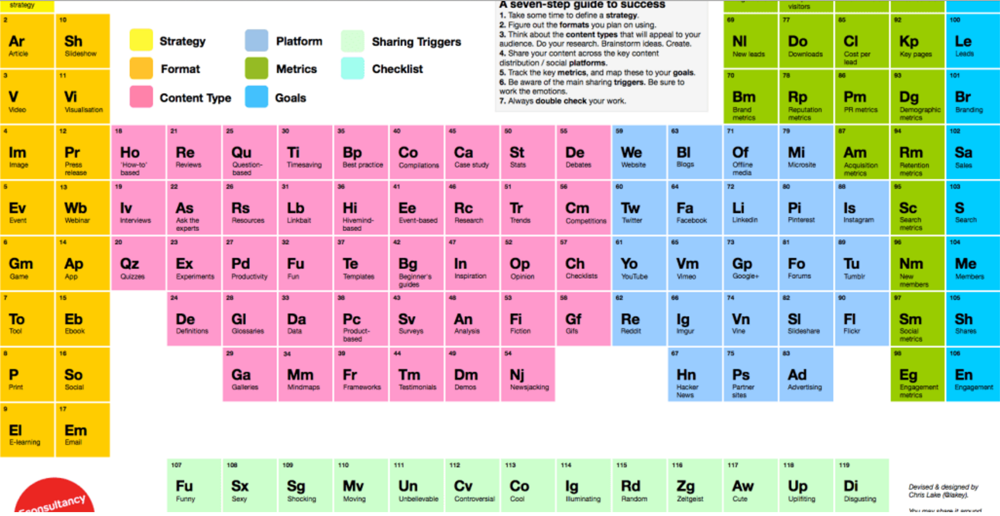 strategy
visitors
A seven-step guide to success
1. Take some time to define a strategy.
2. Figure out the formats you plan on using.
3. Think about the content types that will appeal to your
audience. Do your research. Brainstorm ideas. Create.
4. Share your content across the key content
distribution / social platforms.
5. Track the key metrics, and map these to your goals.
6. Be aware of the main sharing triggers. Be sure to
work the emotions.
7. Always double check your work.
Strategy
Platform
Sharing Triggers
Format
Metrics
Checklist
Content Type
Goals
2
Ar
Article
10
Sh
Slideshow
69
Nl
New leads
77
Do
Downloads
85
Cl
Cost per
lead
92
Kp
Key pages
100
Le
Leads
3
V
Video
11
Vi
Visualisation
70
Bm
Brand
metrics
78
Rp
Reputation
metrics
86
Pm
PR metrics
93
Dg
Demographic
metrics
101
Br
Branding
4
Im
Image
12
Pr
Press
release
18
Ho
'How-to'
based
21
Re
Reviews
25
Qu
Question-
based
30
Ti
Timesaving
35
Bp
Best practice
40
Co
Compilations
45
Ca
Case study
50
St
Stats
55
De
Debates
59
We
Website
63
Bl
Blogs
71
Of
Offline
media
79
Mi
Microsite
87
Am
Acquisition
metrics
94
Rm
Retention
metrics
102
Sa
Sales
5
Ev
Event
13
Wb
Webinar
19
Iv
Interviews
22
As
Ask the
experts
26
Rs
Resources
31
Lb
Linkbait
36
Hi
Hivemind-
based
41
Ee
Event-based
46
Rc
Research
51
Tr
Trends
56
Cm
Competitions
60
Tw
Twitter
64
Fa
Facebook
72
Li
Linkedin
80
Pi
Pinterest
88
Is
Instagram
95
Sc
Search
metrics
103
S
Search
6
Gm
Game
14
Ap
App
20
Qz
Quizzes
23
Ex
Experiments
27
Pd
Productivity
32
Fu
Fun
37
Te
Templates
42
Bg
Beginner's
guides
47
In
Inspiration
52
Op
Opinion
57
Ch
Checklists
61
Yo
YouTube
65
Vm
Vimeo
73
Gp
Google+
81
Fo
Forums
89
Tu
Tumblr
96
Nm
New
members
104
Me
Members
7
To
Tool
15
Eb
Ebook
24
De
Definitions
28
Gl
Glossaries
33
Da
Data
38
Pc
Product-
based
43
Sv
Surveys
48
An
Analysis
53
Fi
Fiction
58
Gf
Gifs
62
Re
Reddit
66
Ig
Imgur
74
Vn
Vine
82
Sl
Slideshare
90
Fl
Flickr
97
Sm
Social
metrics
105
Sh
Shares
8
P
Print
16
So
Social
29
Ga
Galleries
34
Mm
Mindmaps
39
Fr
Frameworks
44
Tm
Testimonials
49
Dm
Demos
54
Nj
Newsjacking
67
Hn
Hacker
News
75
Ps
Partner
sites
83
Ad
Advertising
98
Eg
Engagement
metrics
106
En
Engagement
9
El
E-learning
17
Em
Email
107
Fu
Funny
108
Sx
Sexy
109
Sg
Shocking
110
Mv
Moving
111
Un
Unbelievable
112
Cv
Controversial
113
Co
Cool
114
Ig
Illuminating
115
Rd
Random
116
Zg
Zeitgeist
117
Aw
Cute
118
Up
Uplifiting
119
Di
Disgusting
Econsultancy
Devised & designed by
Chris Lake (@lakey).
You may share it around